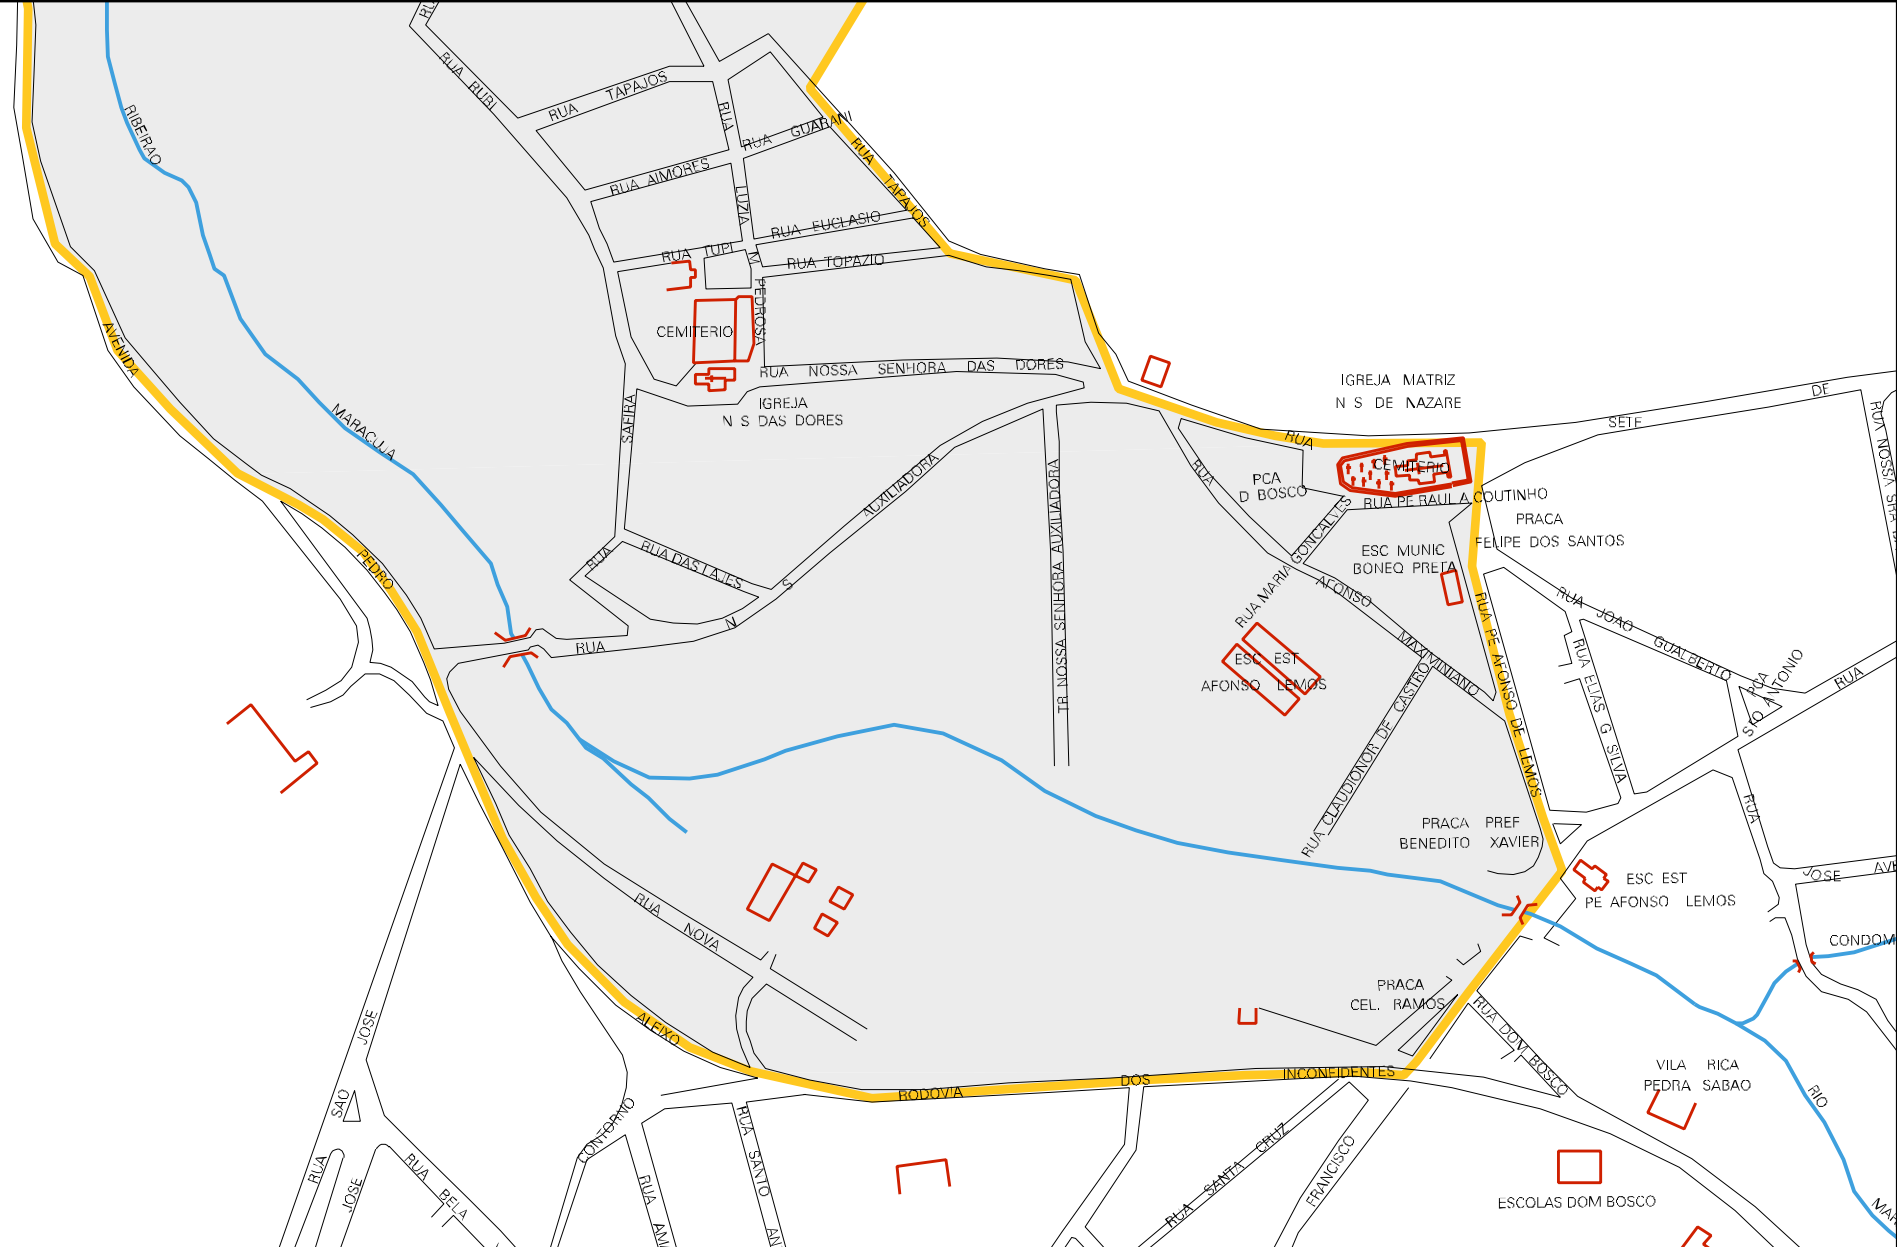 RUA RUBI
RUA TAPAJOS
RUA GUARANI
RUA
RUA TAPAJOS
RIBEIRAO
RUA AIMORES
LUZIA
RUA EUCLASIO
RUA TUPI
M
RUA TOPAZIO
PEDROSA
CEMITERIO
AVENIDA
RUA NOSSA SENHORA DAS DORES
IGREJA
N S DAS DORES
SAFIRA
MARACUJA
IGREJA MATRIZ
N S DE NAZARE
SETE
DE
RUA NOSSA SRA
RUA
CEMITERIO
RUA
PCA
D BOSCO
RUA PE RAUL A COUTINHO
PRACA
FELIPE DOS SANTOS
AUXILIADORA
TR NOSSA SENHORA AUXILIADORA
ESC MUNIC
BONEQ PRETA
RUA MARIA GONCALVES
AFONSO
MAXIMINIANO
RUA
RUA DAS LAJES
S
N
RUA
PEDRO
RUA JOAO GUALBERTO
RUA PE AFONSO DE LEMOS
RUA ELIAS G SILVA
PCA
STO ANTONIO
RUA
ESC EST
AFONSO LEMOS
RUA CLAUDIONOR DE CASTRO
PRACA PREF
BENEDITO XAVIER
RUA
JOSE
ESC EST
PE AFONSO LEMOS
CONDOM
RUA NOVA
PRACA
CEL. RAMOS
ALEIXO
RUA DOM BOSCO
JOSE
RODOVIA DOS INCONFIDENTES
VILA RICA
PEDRA SABAO
RIO
SAO
CONTORNO
RUA SANTO
RUA
JOSE
RUA BELA
RUA
RUA SANTA CRUZ
FRANCISCO
ESCOLAS DOM BOSCO